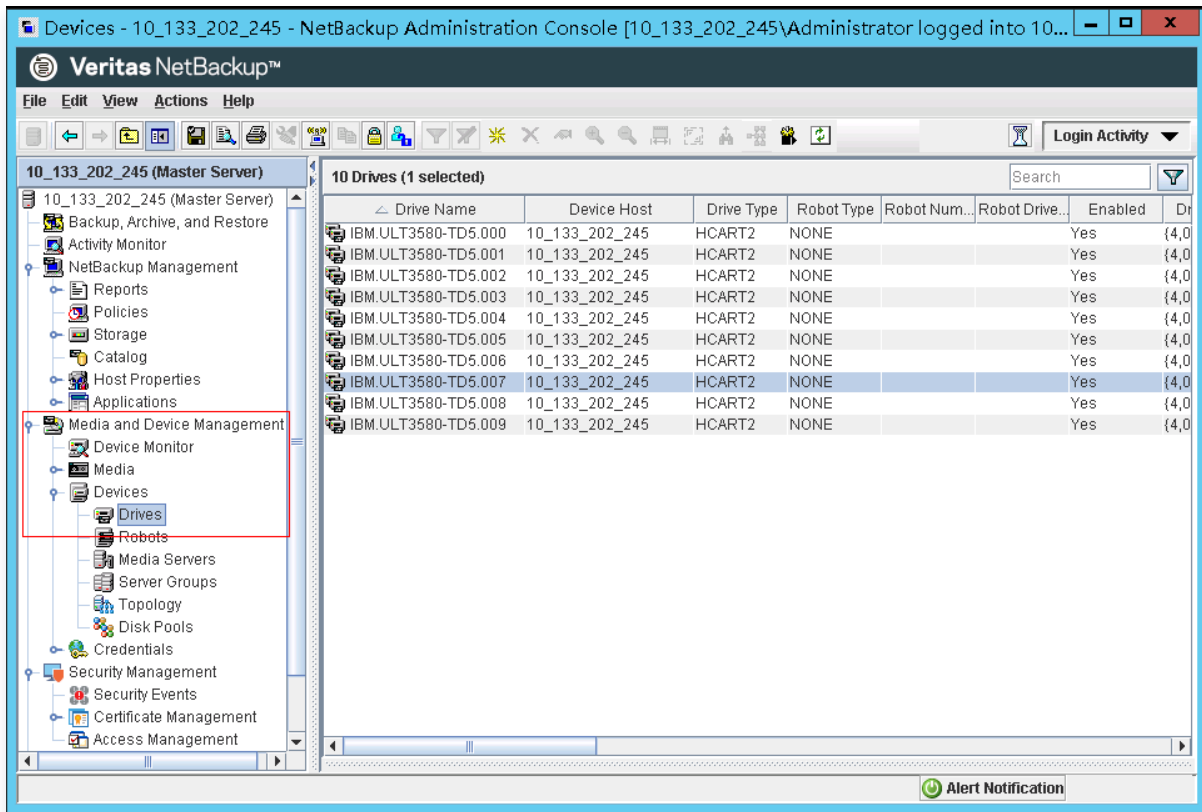 Devices - 10_133_202_245 - NetBackup Administration Console [10_133_202_245\Administrator logged into 10...
Veritas NetBackup™
File Edit View Actions Help
Login Activity
10_133_202_245 (Master Server)
10_133_202_245 (Master Server)
Backup, Archive, and Restore
Activity Monitor
NetBackup Management
Reports
Policies
Storage
Catalog
Host Properties
Applications
Media and Device Management
Device Monitor
Media
Devices
Drives
Robots
Media Servers
Server Groups
Topology
Disk Pools
Credentials
Security Management
Security Events
Certificate Management
Access Management
10 Drives (1 selected)
Search
Drive Name Device Host Drive Type Robot Type Robot Num... Robot Drive... Enabled Dr
IBM.ULT3580-TD5.000 10_133_202_245 HCART2 NONE Yes {4,0
IBM.ULT3580-TD5.001 10_133_202_245 HCART2 NONE Yes {4,0
IBM.ULT3580-TD5.002 10_133_202_245 HCART2 NONE Yes {4,0
IBM.ULT3580-TD5.003 10_133_202_245 HCART2 NONE Yes {4,0
IBM.ULT3580-TD5.004 10_133_202_245 HCART2 NONE Yes {4,0
IBM.ULT3580-TD5.005 10_133_202_245 HCART2 NONE Yes {4,0
IBM.ULT3580-TD5.006 10_133_202_245 HCART2 NONE Yes {4,0
IBM.ULT3580-TD5.007 10_133_202_245 HCART2 NONE Yes {4,0
IBM.ULT3580-TD5.008 10_133_202_245 HCART2 NONE Yes {4,0
IBM.ULT3580-TD5.009 10_133_202_245 HCART2 NONE Yes {4,0
Alert Notification